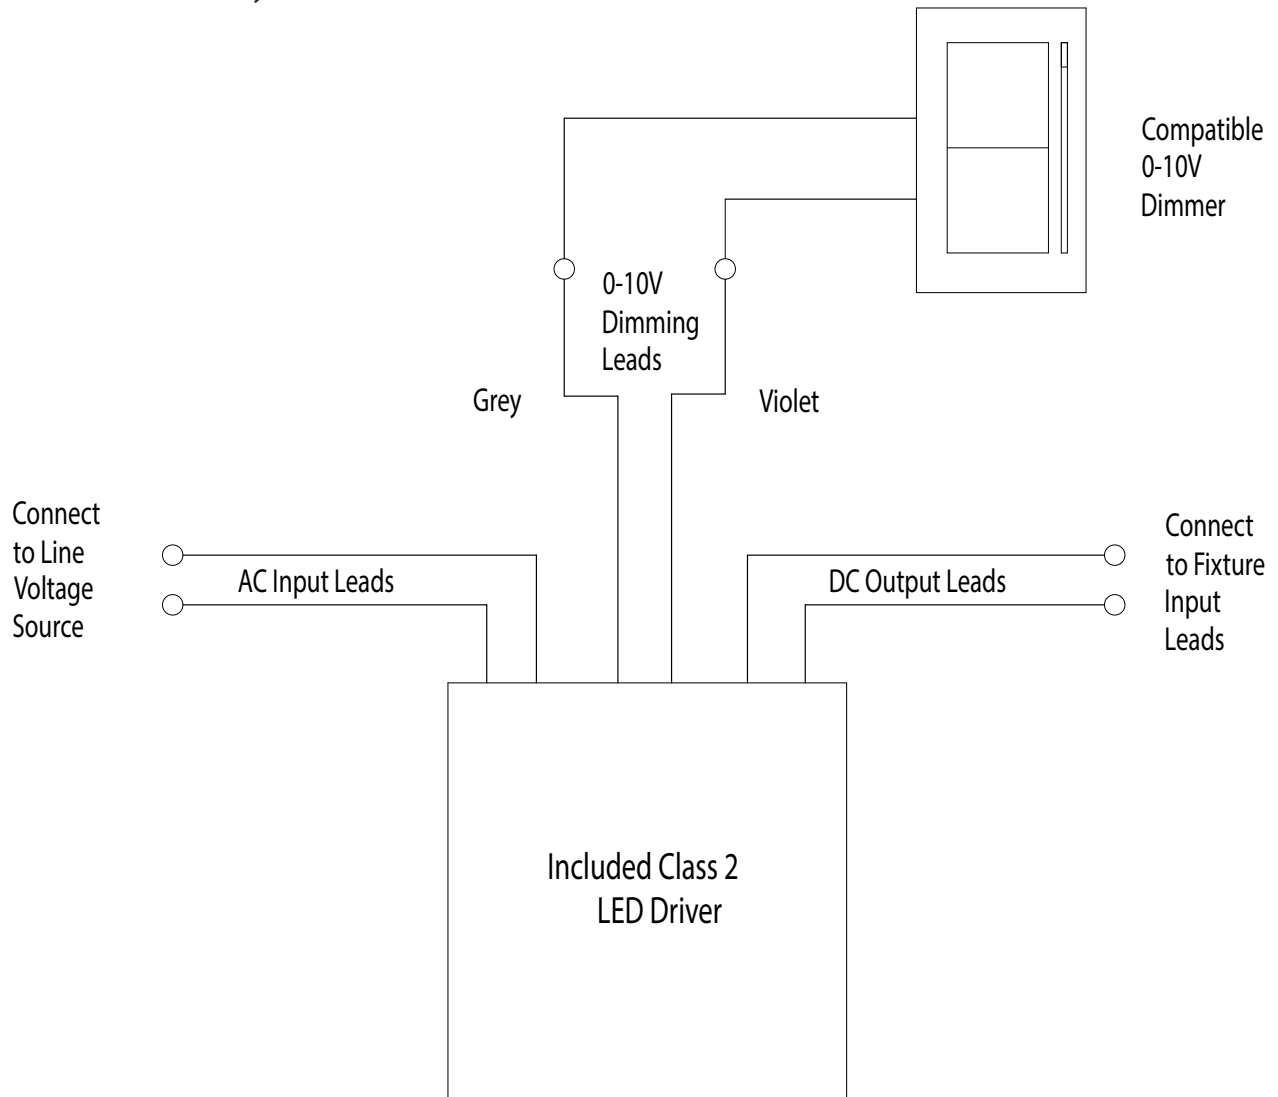 Compatible
0-10V
Dimmer
0-10V
Dimming
Leads
Grey
Violet
Connect
to Line
Voltage
Source
AC Input Leads
DC Output Leads
Connect
to Fixture
Input
Leads
Included Class 2
LED Driver